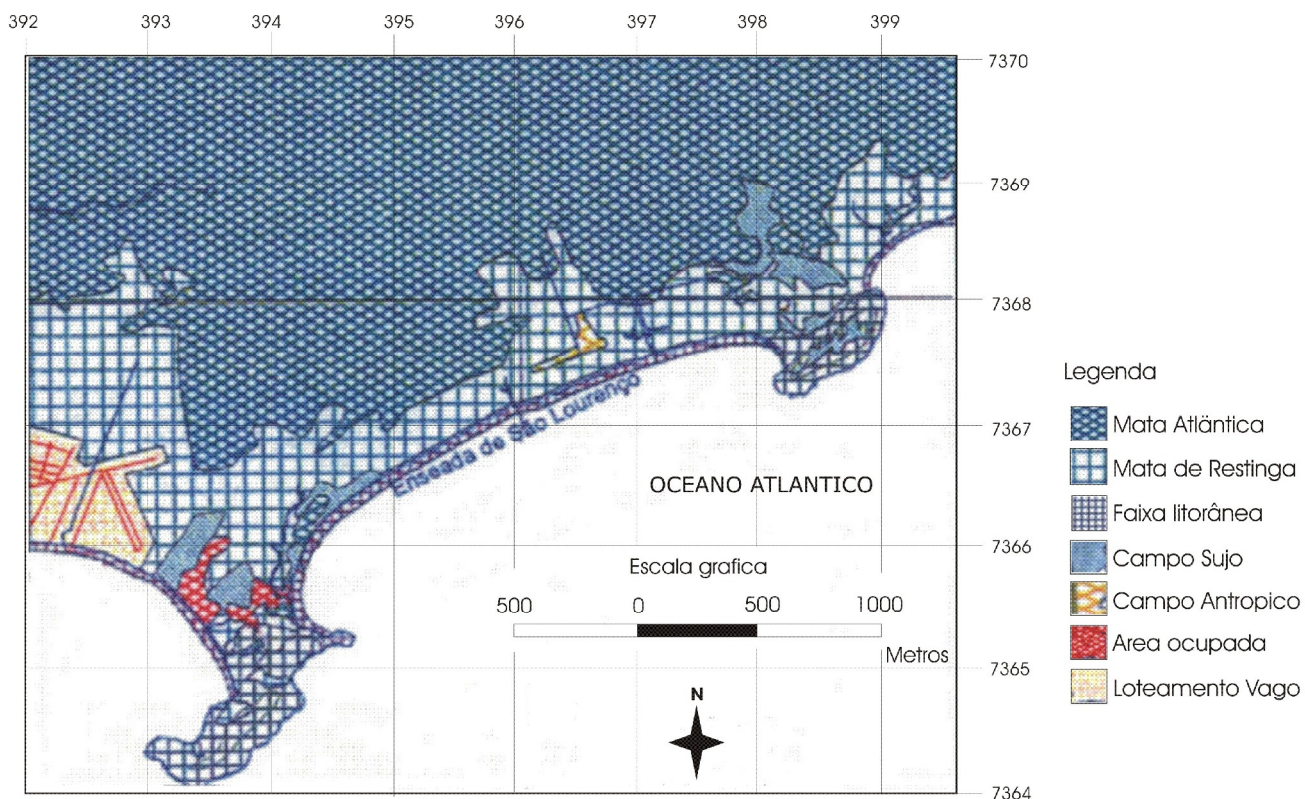 392 393 394 395 396 397 398 399
7370
7369
7368
7367
7366
7365
7364
Enseada de São Lourenço
OCEANO ATLANTICO
Escala grafica
500 0 500 1000
Metros
N
Legenda
Mata Atläntica
Mata de Restinga
Faixa litorânea
Campo Sujo
Campo Antropico
Area ocupada
Loteamento Vago